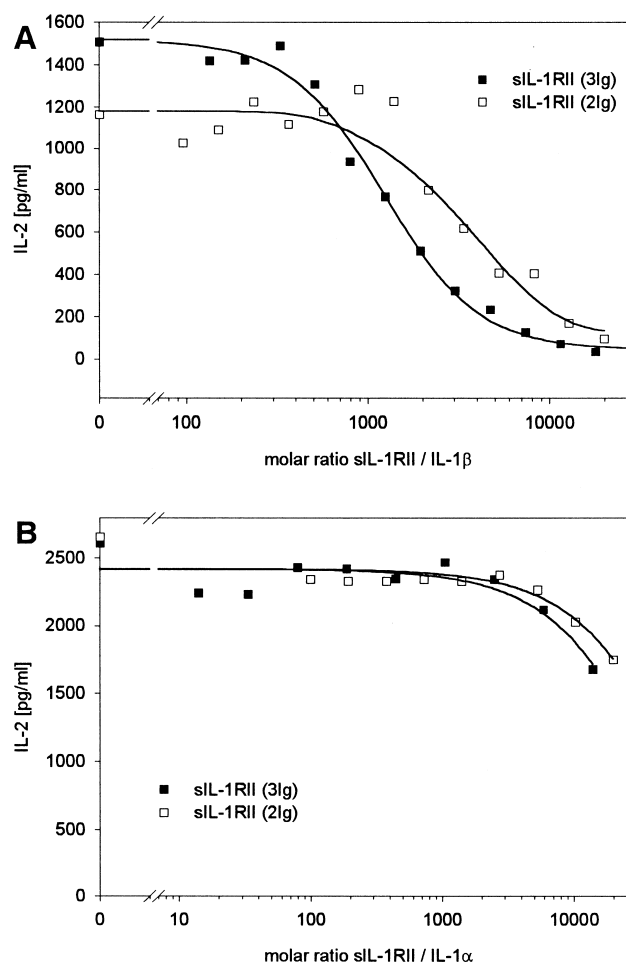 A
1600
1400
1200
1000
800
600
400
200
0
IL-2 [pg/ml]
sIL-1RII (3Ig)
sIL-1RII (2Ig)
0 100 1000 10000
molar ratio sIL-1RII / IL-1β
B
2500
2000
1500
1000
500
0
IL-2 [pg/ml]
sIL-1RII (3Ig)
sIL-1RII (2Ig)
0 10 100 1000 10000
molar ratio sIL-1RII / IL-1α